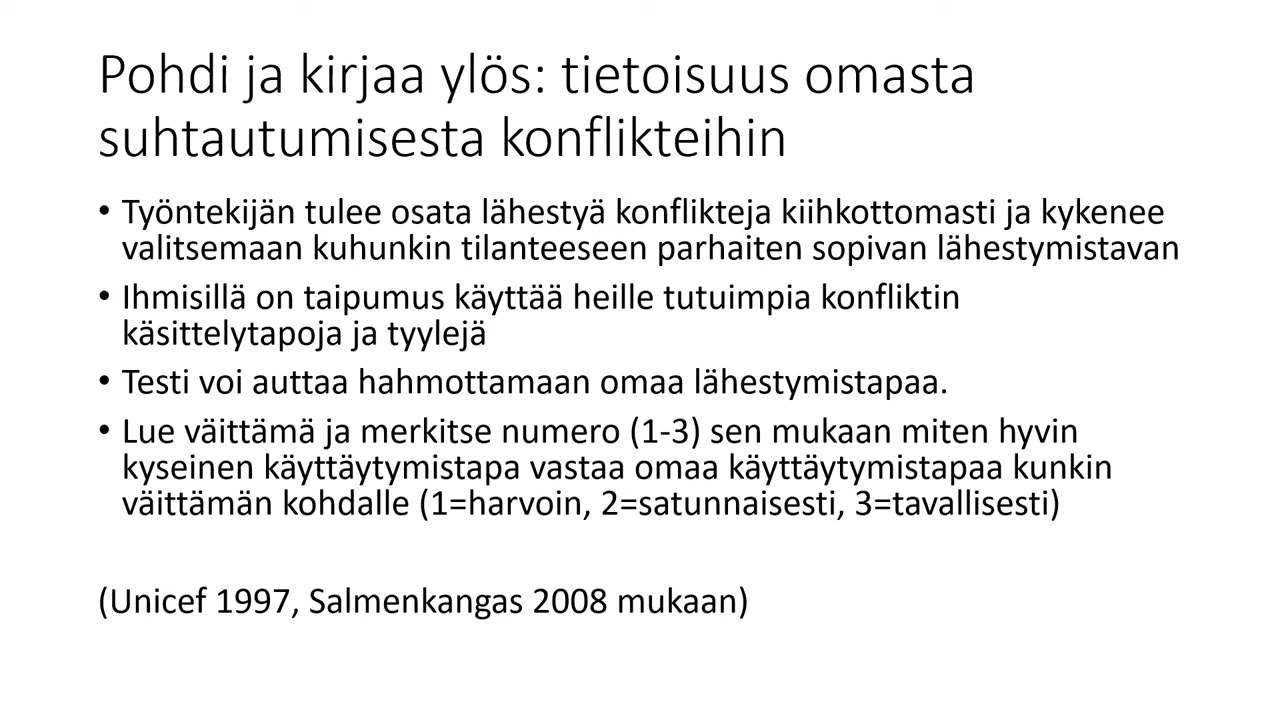 Pohdi ja kirjaa ylös: tietoisuus omasta
suhtautumisesta konflikteihin
• Työntekijän tulee osata lähestyä konflikteja kiihkottomasti ja kykenee
valitsemaan kuhunkin tilanteeseen parhaiten sopivan lähestymistavan
• Ihmisillä on taipumus käyttää heille tutuimpia konfliktin
käsittelytapoja ja tyylejä
• Testi voi auttaa hahmottamaan omaa lähestymistapaa.
• Lue väittämä ja merkitse numero (1-3) sen mukaan miten hyvin
kyseinen käyttäytymistapa vastaa omaa käyttäytymistapaa kunkin
väittämän kohdalle (1=harvoin, 2=satunnaisesti, 3=tavallisesti)
(Unicef 1997, Salmenkangas 2008 mukaan)